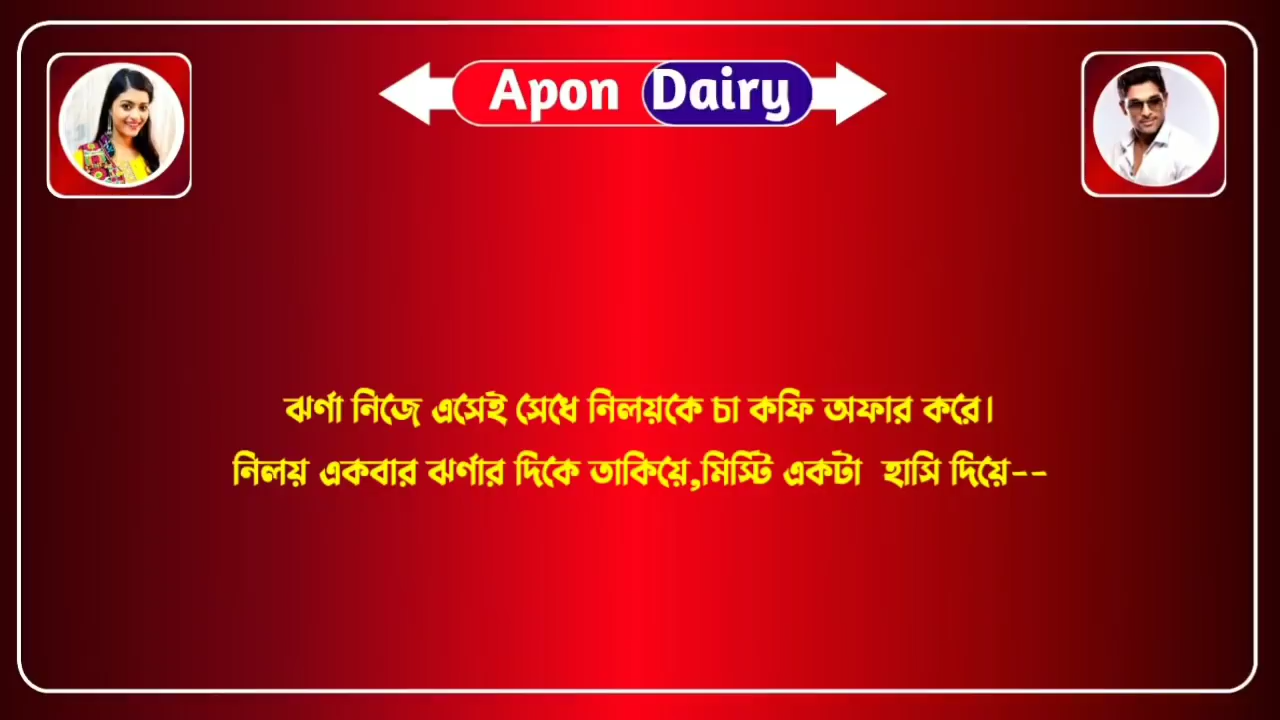 Apon Dairy
ঝর্ণা নিজে এসেই সেধে নিলয়কে চা কফি অফার করে।
নিলয় একবার ঝর্ণার দিকে তাকিয়ে,মিস্টি একটা হাসি দিয়ে--